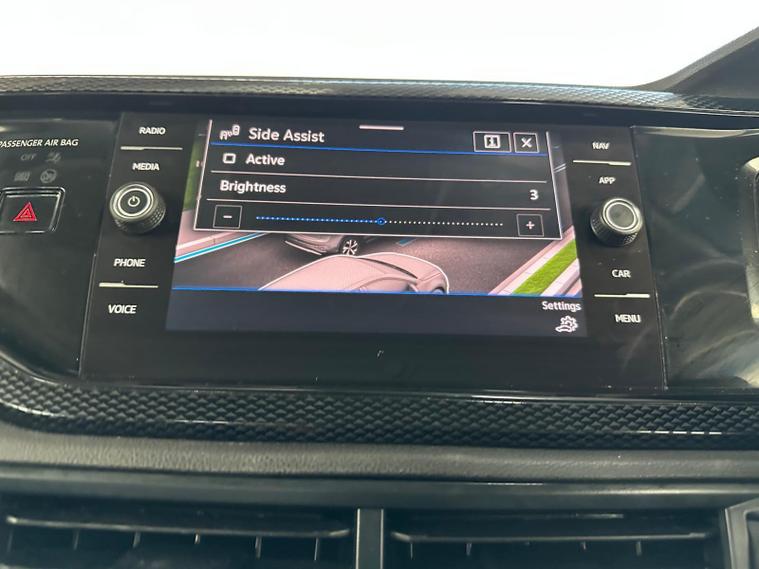 PASSENGER AIR BAG
OFF
RADIO
MEDIA
PHONE
VOICE
Side Assist
Active
Brightness
3
Settings
NAV
APP
CAR
MENU